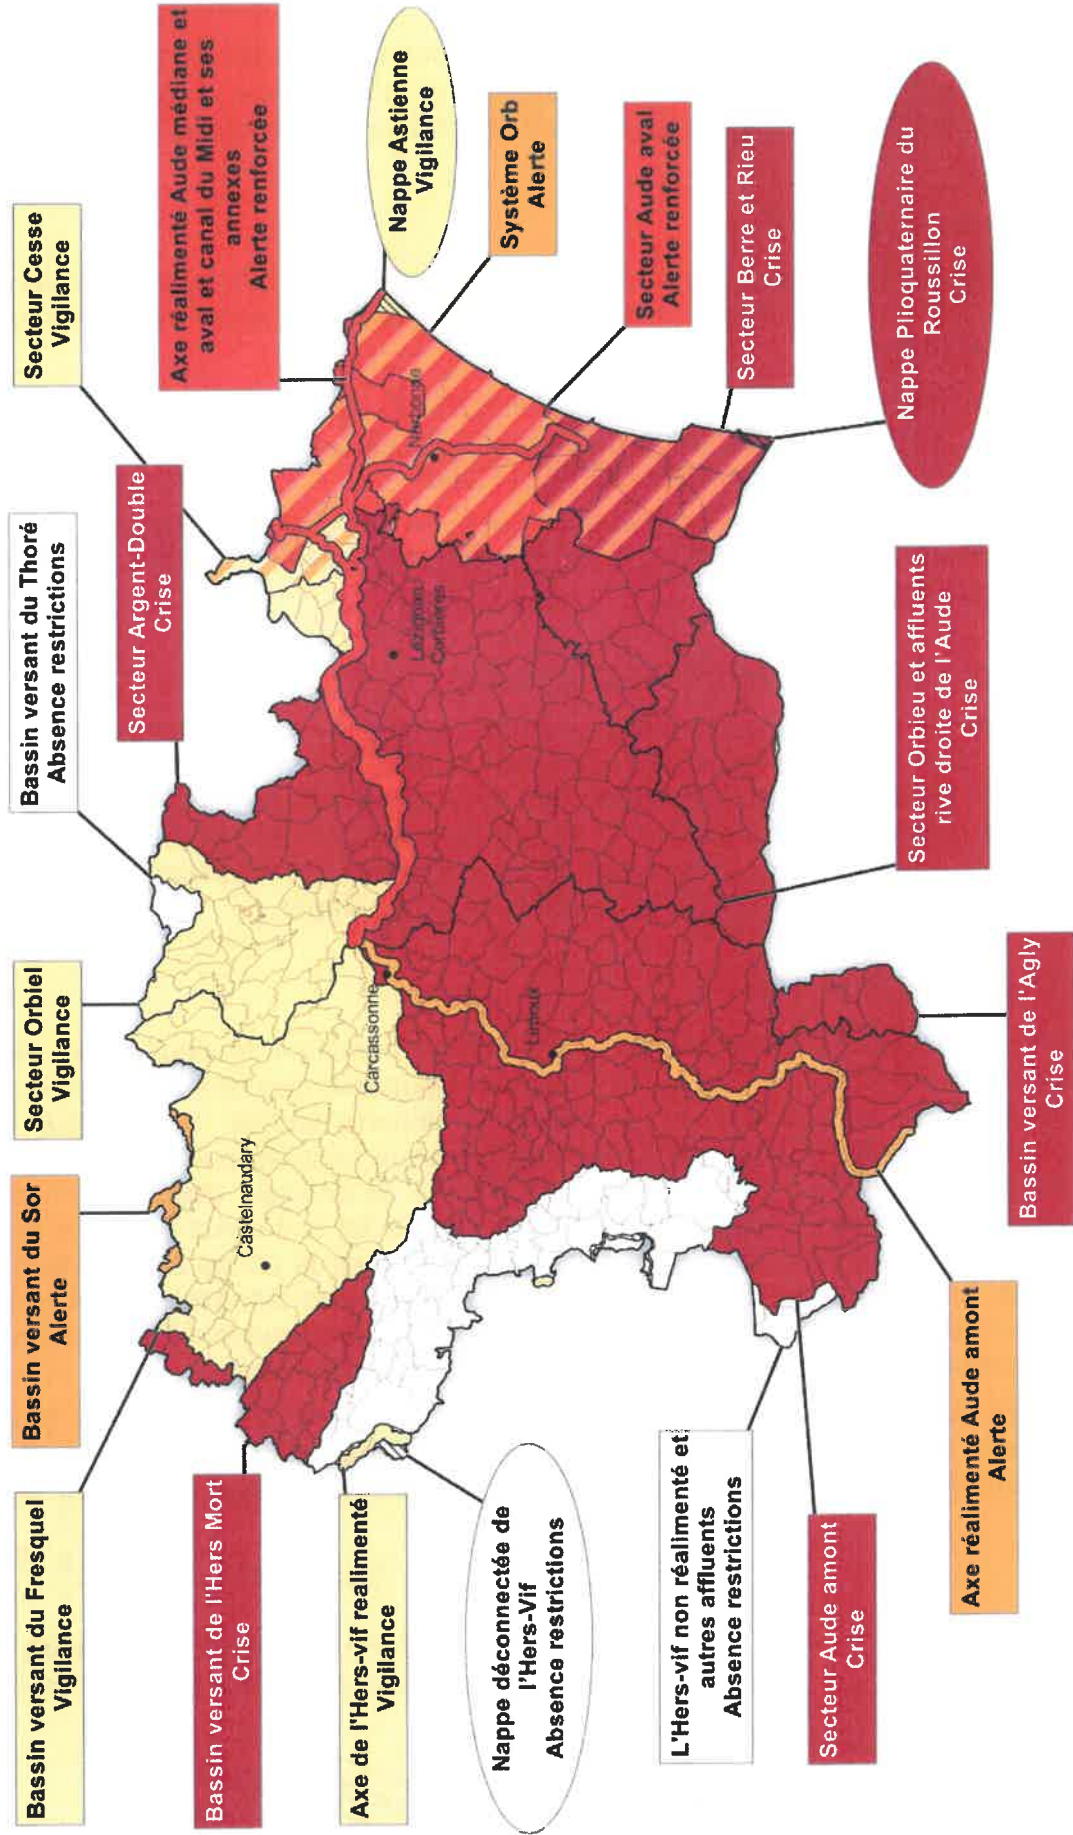 Bassin versant du Fresquel
Vigilance
Bassin versant du Sor
Alerte
Secteur Orbiel
Vigilance
Bassin versant du Thoré
Absence restrictions
Secteur Argent-Double
Crise
Secteur Cesse
Vigilance
Axe réalimenté Aude médiane et
aval et canal du Midi et ses
annexes
Alerte renforcée
Nappe Astienne
Vigilance
Système Orb
Alerte
Secteur Aude aval
Alerte renforcée
Secteur Berre et Rieu
Crise
Nappe Plioquaternaire du
Roussillon
Crise
Secteur Orbieu et affluents
rive droite de l'Aude
Crise
Bassin versant de l'Agly
Crise
Axe réalimenté Aude amont
Alerte
Secteur Aude amont
Crise
L'Hers-vif non réalimenté et
autres affluents
Absence restrictions
Nappe déconnectée de
l'Hers-Vif
Absence restrictions
Axe de l'Hers-vif realimenté
Vigilance
Bassin versant de l'Hers Mort
Crise
Castelnaudary
Carcassonne
Limoux
Lézignan
Corbières
Narbonne